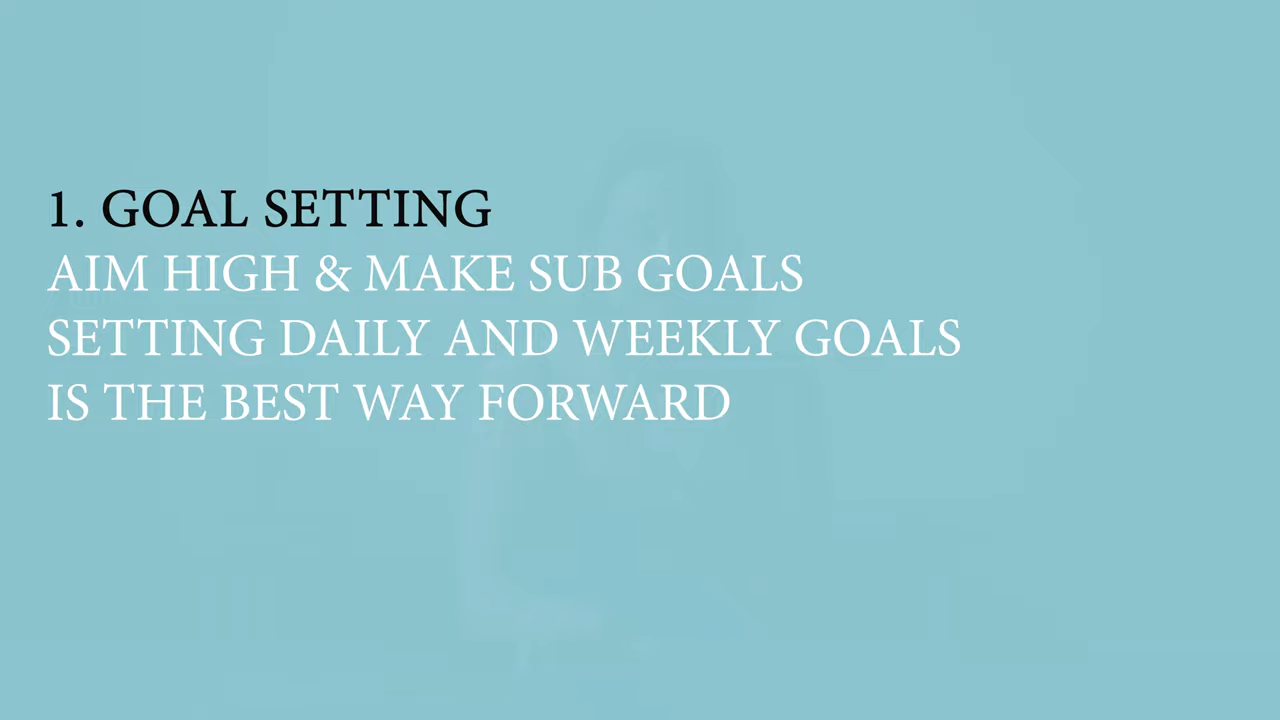 1. GOAL SETTING
AIM HIGH & MAKE SUB GOALS
SETTING DAILY AND WEEKLY GOALS
IS THE BEST WAY FORWARD